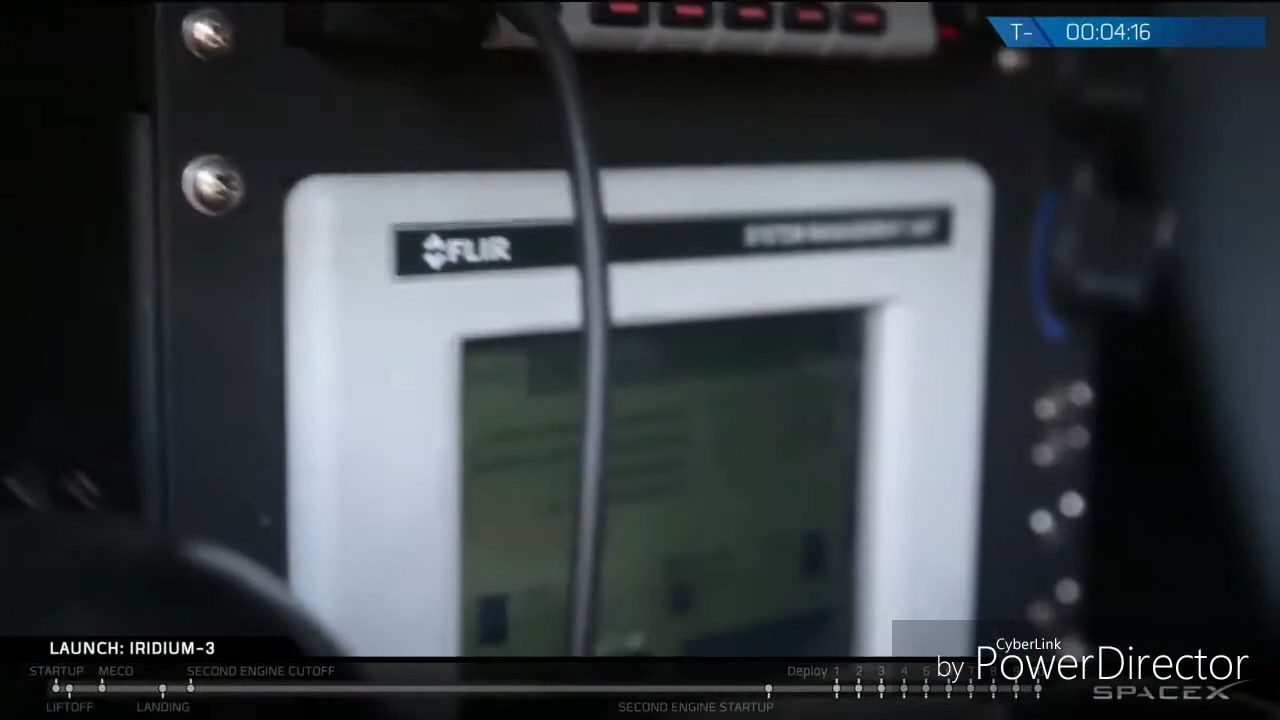 T- 00:04:16
FLIR
LAUNCH: IRIDIUM-3
STARTUP MECO SECOND ENGINE CUTOFF Deploy 1 2 3 4 5
LIFTOFF LANDING SECOND ENGINE STARTUP
CyberLink
by PowerDirector
SPACEX